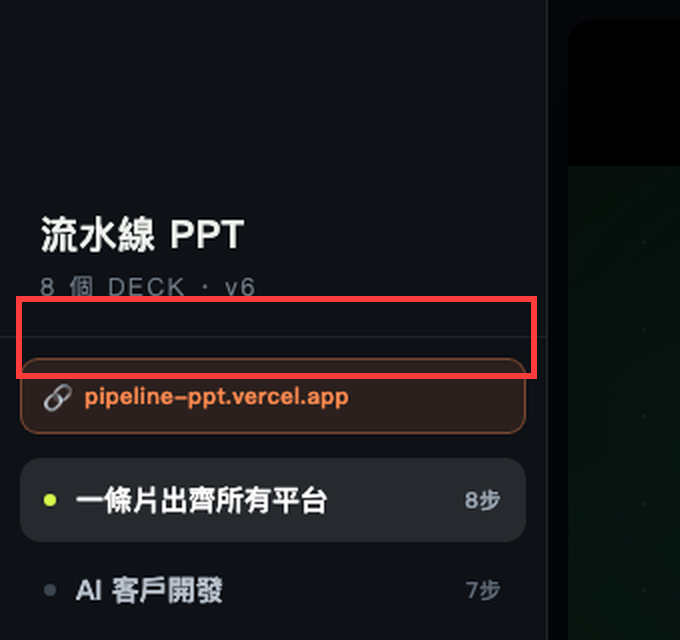 流水線 PPT
8 個 DECK · v6
pipeline-ppt.vercel.app
一條片出齊所有平台 8步
AI 客戶開發 7步